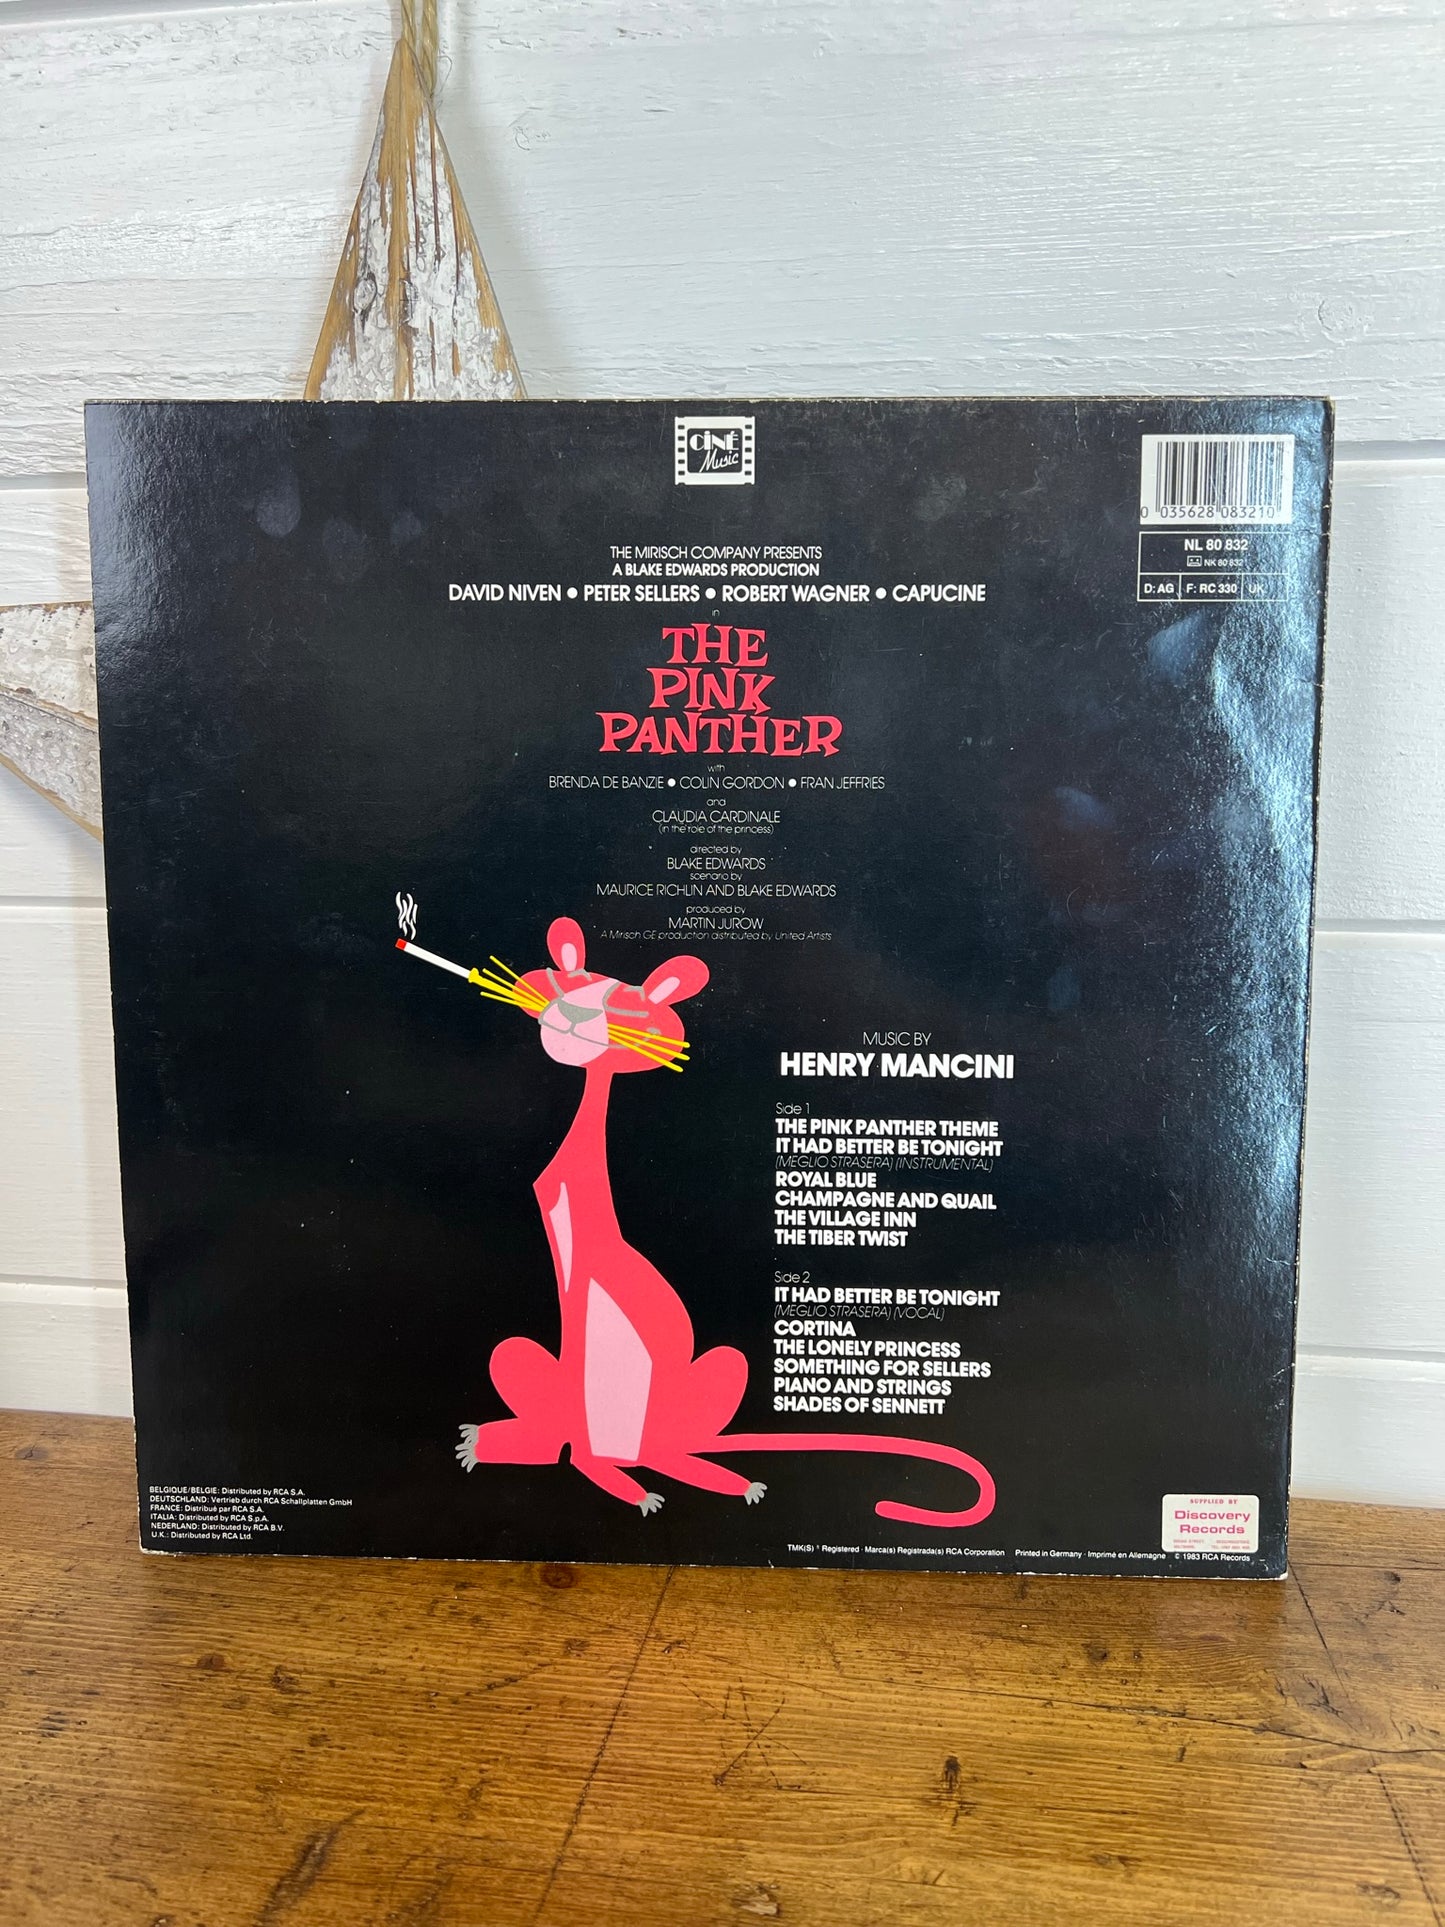 CINÉ
Music
0 035628 083210
NL 80 832
NK 80 832
D: AG F: RC 330 UK
THE MIRISCH COMPANY PRESENTS
A BLAKE EDWARDS PRODUCTION
DAVID NIVEN • PETER SELLERS • ROBERT WAGNER • CAPUCINE
in
THE
PINK
PANTHER
with
BRENDA DE BANZIE • COLIN GORDON • FRAN JEFFRIES
and
CLAUDIA CARDINALE
(in the role of the princess)
directed by
BLAKE EDWARDS
scenario by
MAURICE RICHLIN AND BLAKE EDWARDS
produced by
MARTIN JUROW
A Mirisch GE production distributed by United Artists
MUSIC BY
HENRY MANCINI
Side 1
THE PINK PANTHER THEME
IT HAD BETTER BE TONIGHT
(MEGLIO STRASERA) (INSTRUMENTAL)
ROYAL BLUE
CHAMPAGNE AND QUAIL
THE VILLAGE INN
THE TIBER TWIST
Side 2
IT HAD BETTER BE TONIGHT
(MEGLIO STRASERA) (VOCAL)
CORTINA
THE LONELY PRINCESS
SOMETHING FOR SELLERS
PIANO AND STRINGS
SHADES OF SENNETT
BELGIQUE/BELGIE: Distributed by RCA S.A.
DEUTSCHLAND: Vertrieb durch RCA Schallplatten GmbH
FRANCE: Distribué par RCA S.A.
ITALIA: Distributed by RCA S.p.A.
NEDERLAND: Distributed by RCA B.V.
U.K.: Distributed by RCA Ltd.
SUPPLIED BY
Discovery
Records
TMK(S) ® Registered · Marca(s) Registrada(s) RCA Corporation Printed in Germany · Imprimé en Allemagne © 1983 RCA Records